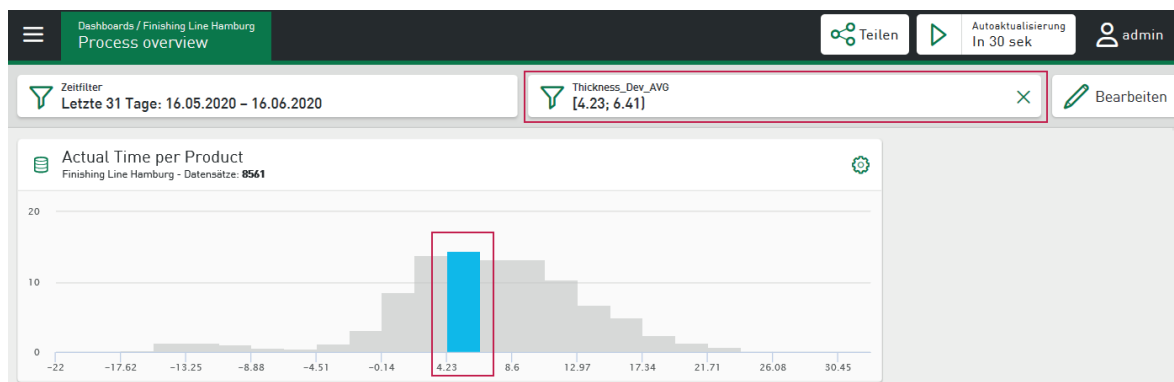 Dashboards / Finishing Line Hamburg
Process overview
Teilen
Autoaktualisierung
In 30 sek
admin
Zeitfilter
Letzte 31 Tage: 16.05.2020 – 16.06.2020
Thickness_Dev_AVG
[4.23; 6.41)
Bearbeiten
Actual Time per Product
Finishing Line Hamburg - Datensätze: 8561
20
10
0
-22 -17.62 -13.25 -8.88 -4.51 -0.14 4.23 8.6 12.97 17.34 21.71 26.08 30.45